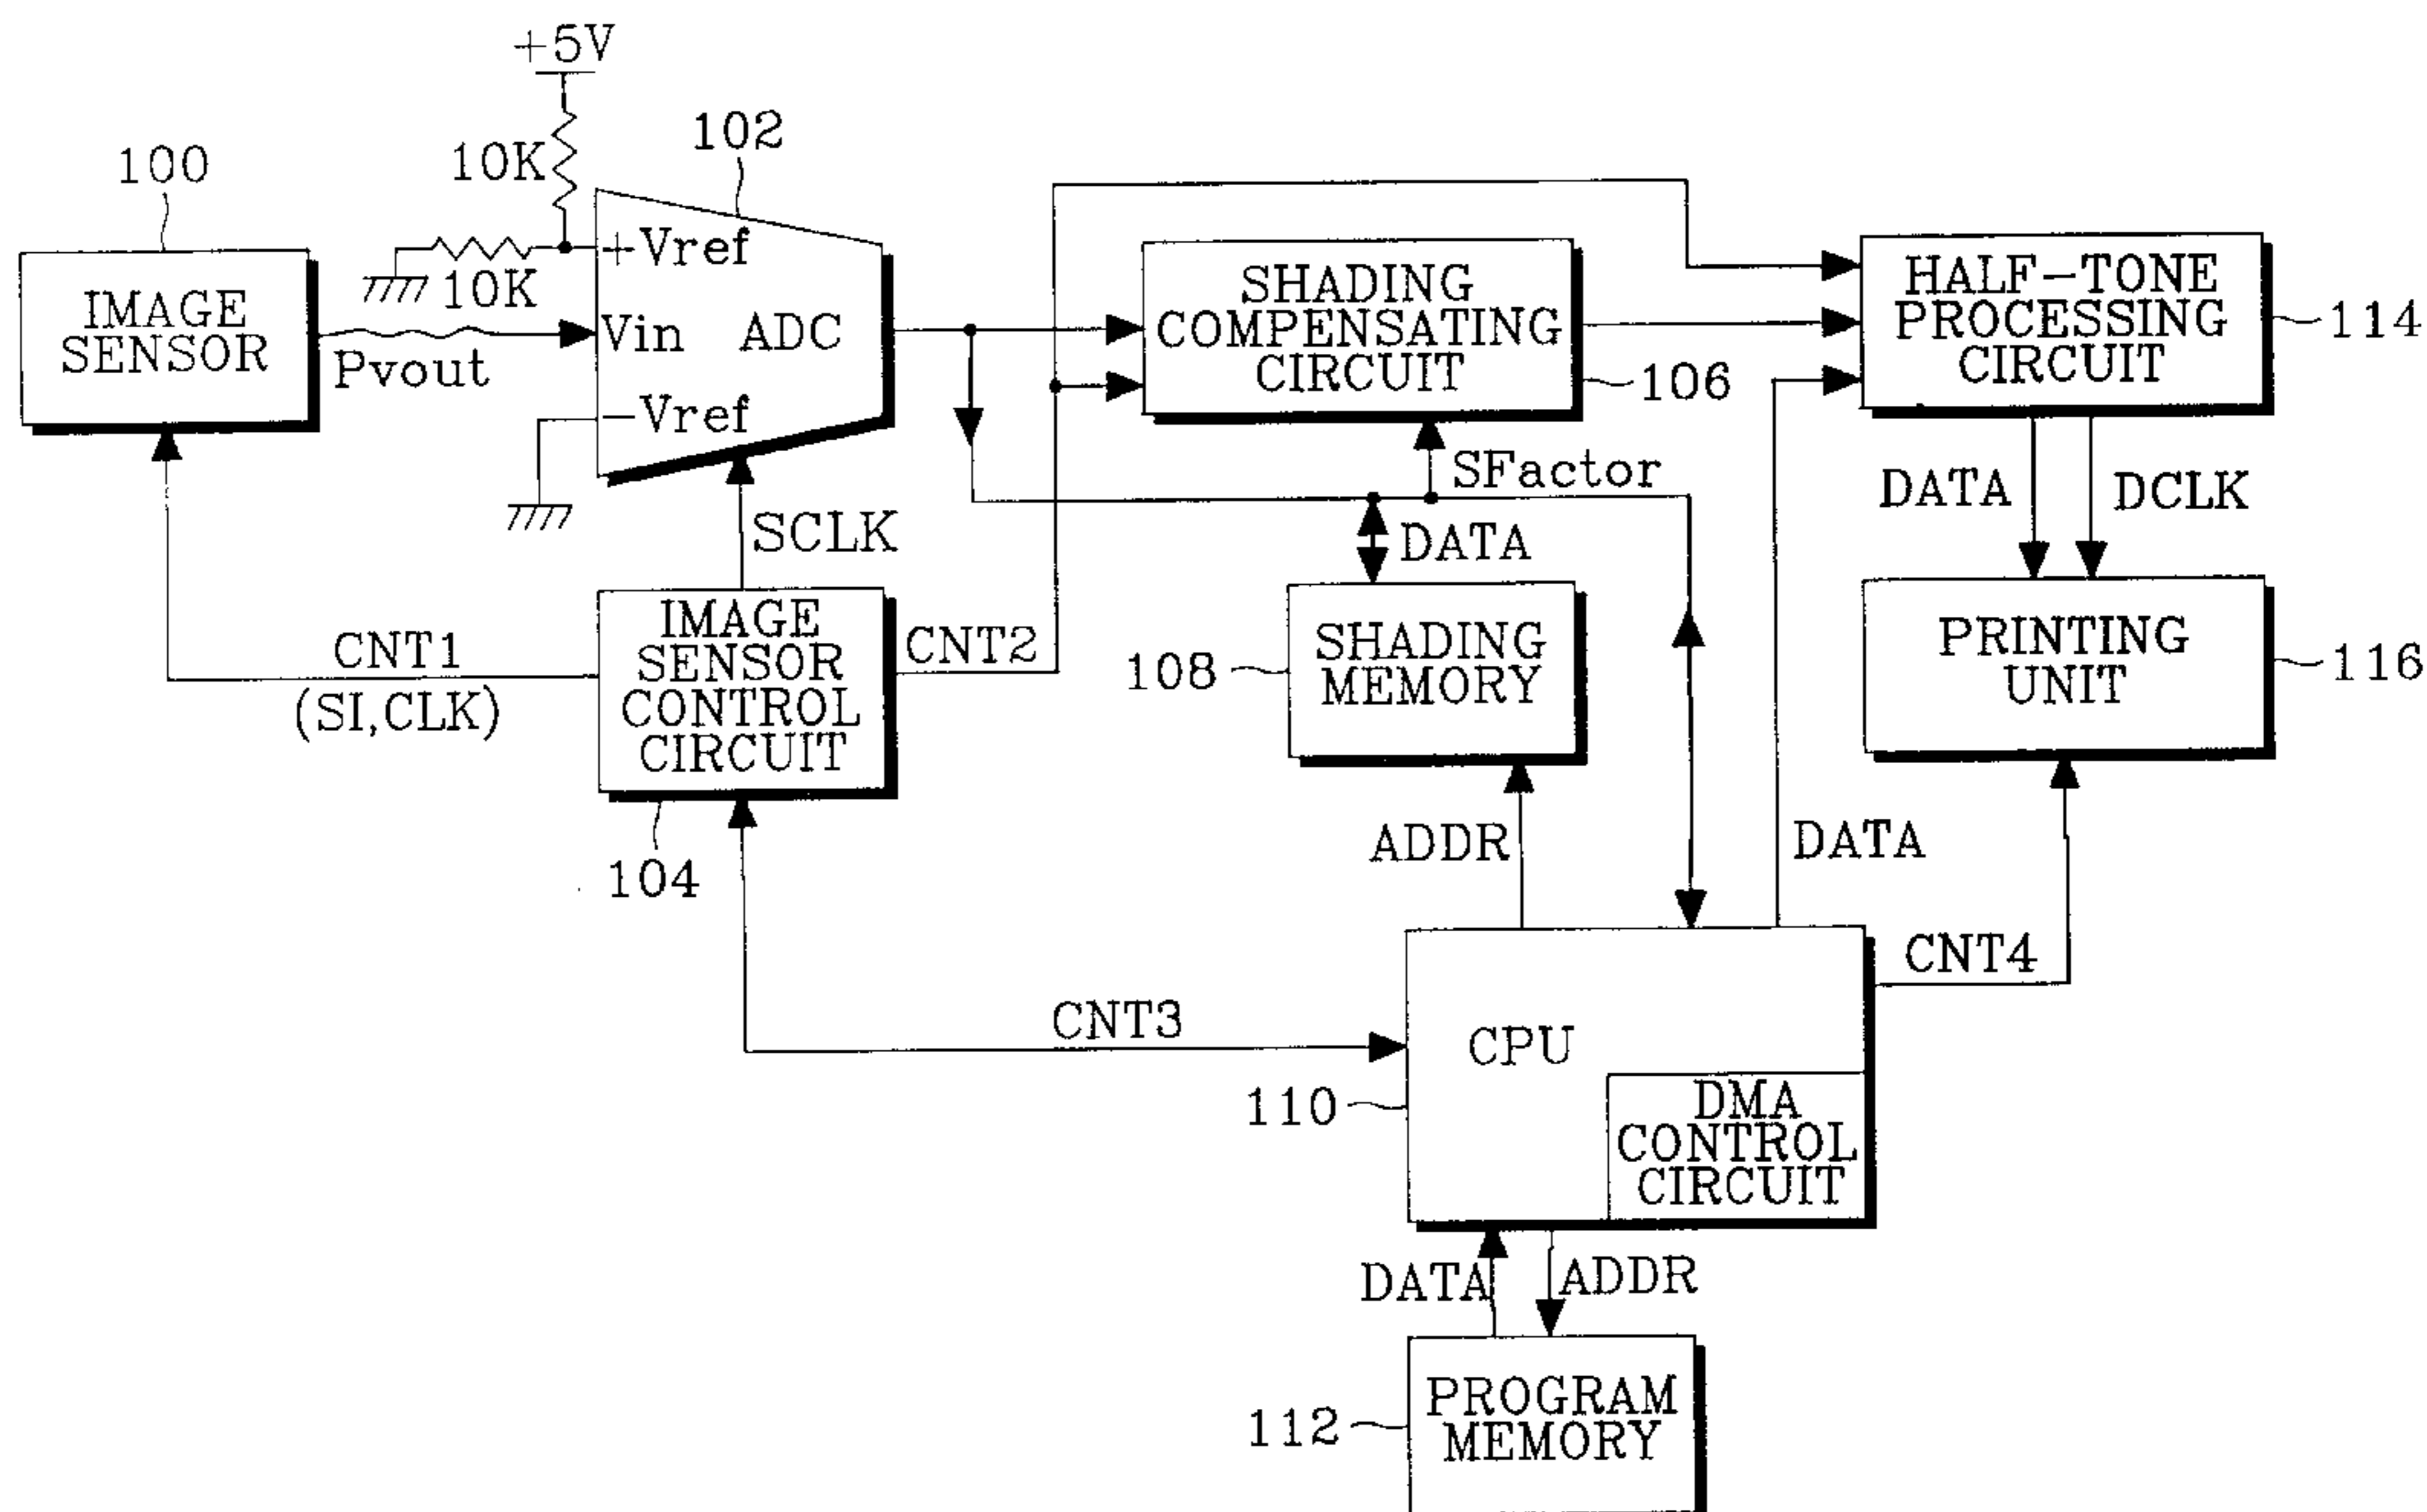 +5V
102
100
10K
+Vref
10K
IMAGE
SENSOR
Pvout
Vin
ADC
-Vref
SHADING
COMPENSATING
CIRCUIT
106
HALF-TONE
PROCESSING
CIRCUIT
114
SFactor
DATA
DCLK
SCLK
DATA
IMAGE
SENSOR
CONTROL
CIRCUIT
CNT1
(SI,CLK)
CNT2
104
108
SHADING
MEMORY
PRINTING
UNIT
116
ADDR
DATA
CNT4
CNT3
CPU
110
DMA
CONTROL
CIRCUIT
DATA
ADDR
112
PROGRAM
MEMORY